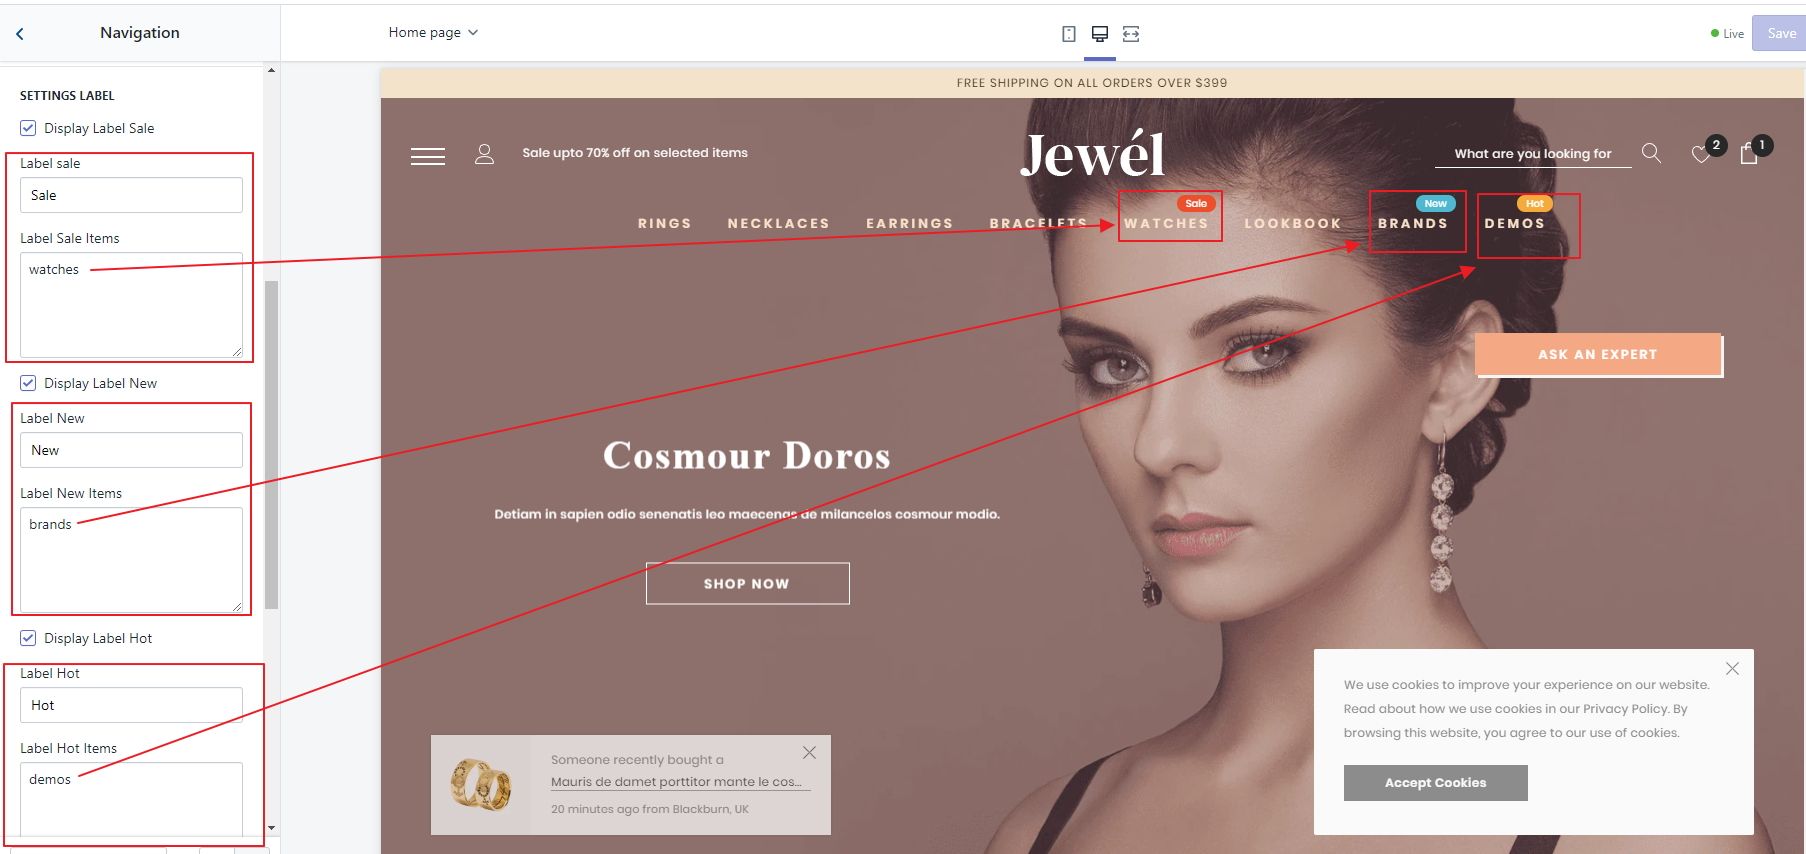 Navigation
Home page
Live
Save
SETTINGS LABEL
Display Label Sale
Label sale
Sale
Label Sale Items
watches
Display Label New
Label New
New
Label New Items
brands
Display Label Hot
Label Hot
Hot
Label Hot Items
demos
FREE SHIPPING ON ALL ORDERS OVER $399
Sale upto 70% off on selected items
Jewél
What are you looking for
2
1
Sale
New
Hot
RINGS NECKLACES EARRINGS BRACELETS WATCHES LOOKBOOK BRANDS DEMOS
ASK AN EXPERT
Cosmour Doros
Detiam in sapien odio senenatis leo maecenas de milancelos cosmour modio.
SHOP NOW
Someone recently bought a
Mauris de damet porttitor mante le cos...
20 minutes ago from Blackburn, UK
We use cookies to improve your experience on our website.
Read about how we use cookies in our Privacy Policy. By
browsing this website, you agree to our use of cookies.
Accept Cookies